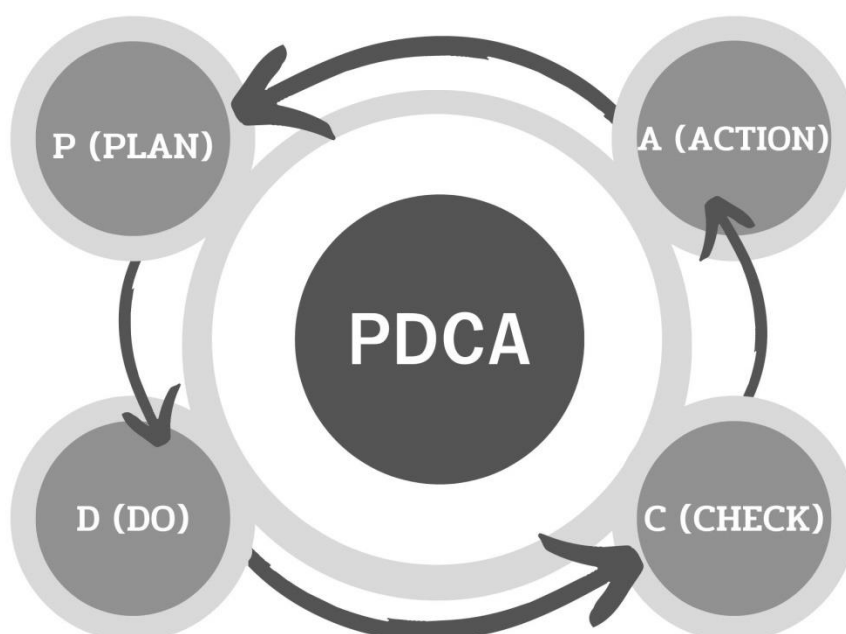 P (PLAN)
A (ACTION)
PDCA
D (DO)
C (CHECK)